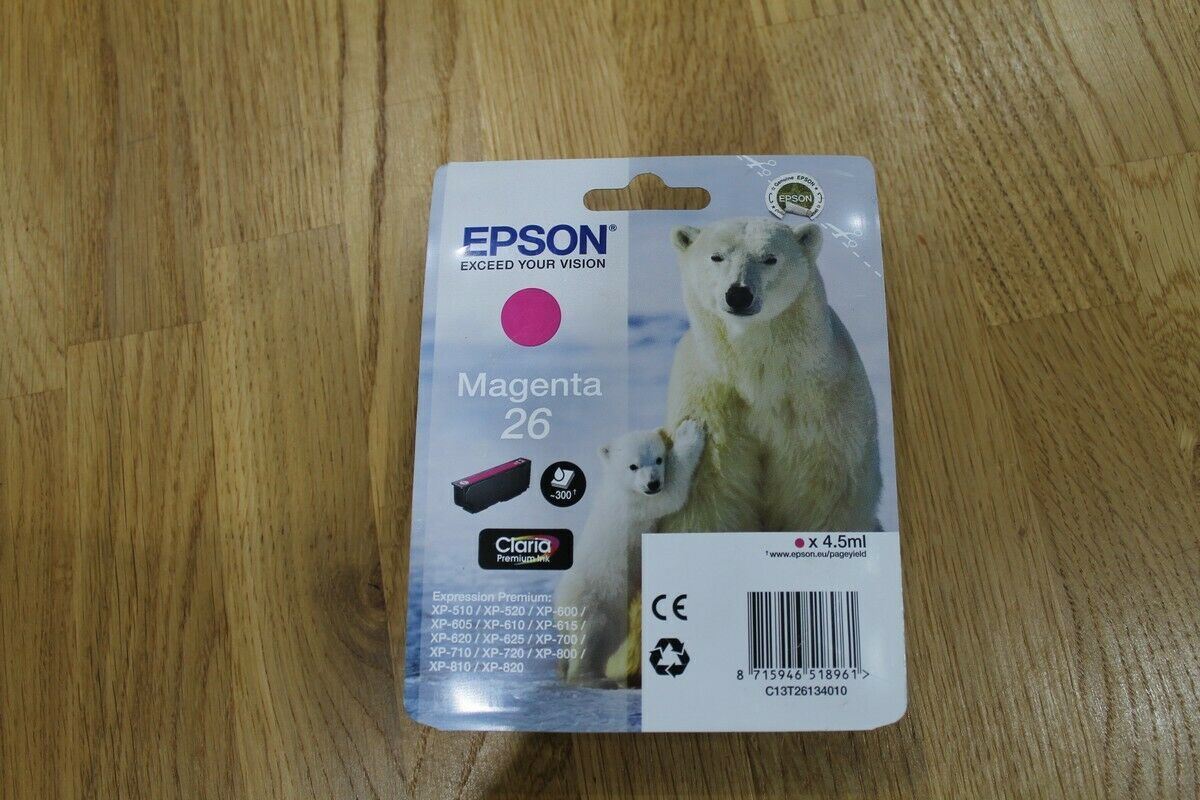 EPSON®
EXCEED YOUR VISION
Genuine EPSON
EPSON
Magenta
26
~300†
Claria
Premium Ink
Expression Premium:
XP-510 / XP-520 / XP-600 /
XP-605 / XP-610 / XP-615 /
XP-620 / XP-625 / XP-700 /
XP-710 / XP-720 / XP-800 /
XP-810 / XP-820
x 4.5ml
† www.epson.eu/pageyield
CE
8 715946 518961 >
C13T26134010